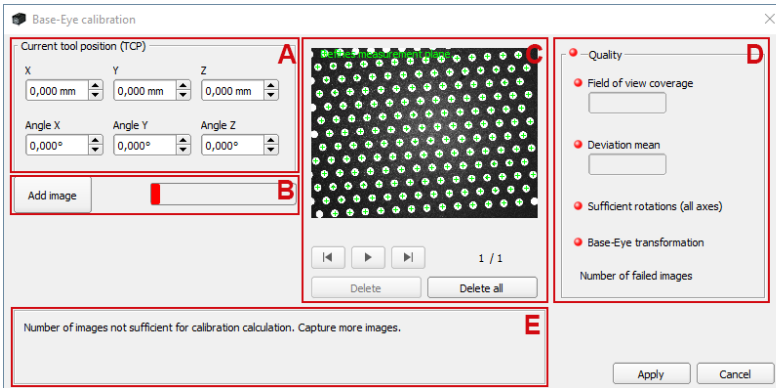 Base-Eye calibration
Current tool position (TCP)
A
X
Y
Z
0,000 mm
0,000 mm
0,000 mm
Angle X
Angle Y
Angle Z
0,000°
0,000°
0,000°
Add image
B
Defines measurement plane
C
1 / 1
Delete
Delete all
Quality
D
Field of view coverage
Deviation mean
Sufficient rotations (all axes)
Base-Eye transformation
Number of failed images
Number of images not sufficient for calibration calculation. Capture more images.
E
Apply
Cancel